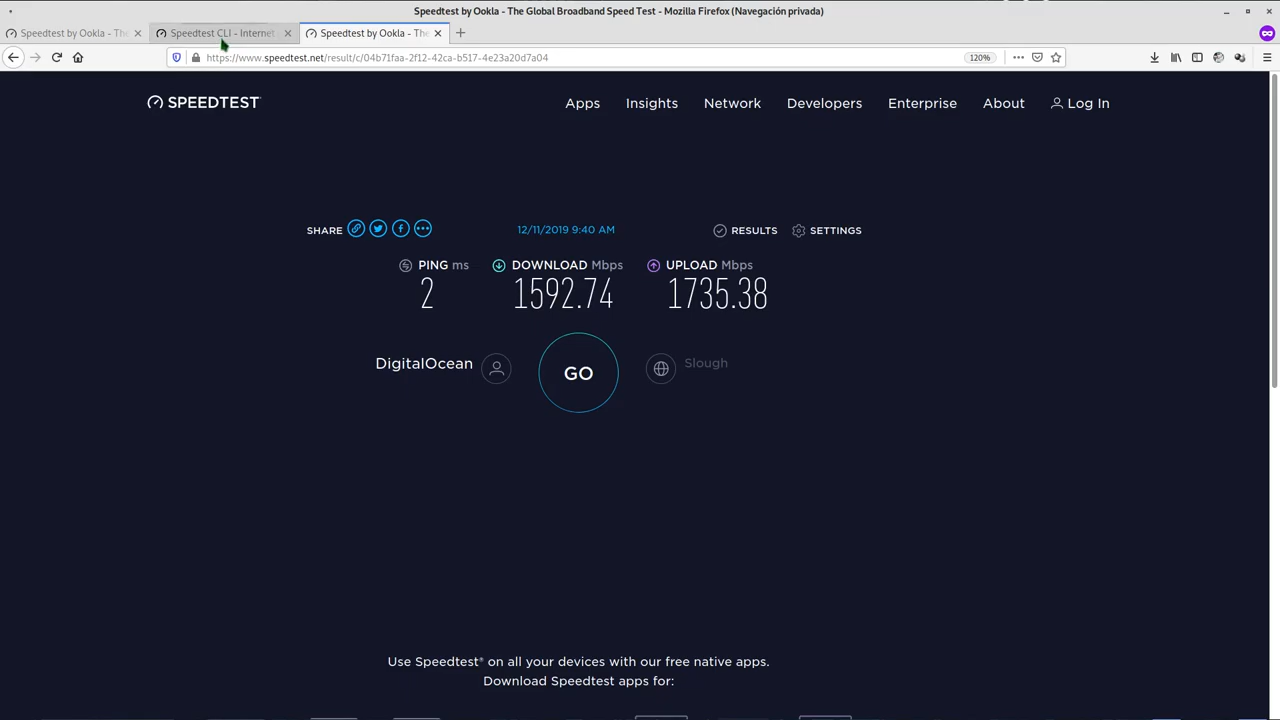 Speedtest by Ookla - The Global Broadband Speed Test - Mozilla Firefox (Navegación privada)
Speedtest by Ookla - The
Speedtest CLI - Internet
Speedtest by Ookla - The
https://www.speedtest.net/result/c/04b71faa-2f12-42ca-b517-4e23a20d7a04
120%
SPEEDTEST
Apps Insights Network Developers Enterprise About Log In
SHARE 12/11/2019 9:40 AM RESULTS SETTINGS
PING ms DOWNLOAD Mbps UPLOAD Mbps
2 1592.74 1735.38
DigitalOcean GO Slough
Use Speedtest® on all your devices with our free native apps.
Download Speedtest apps for: